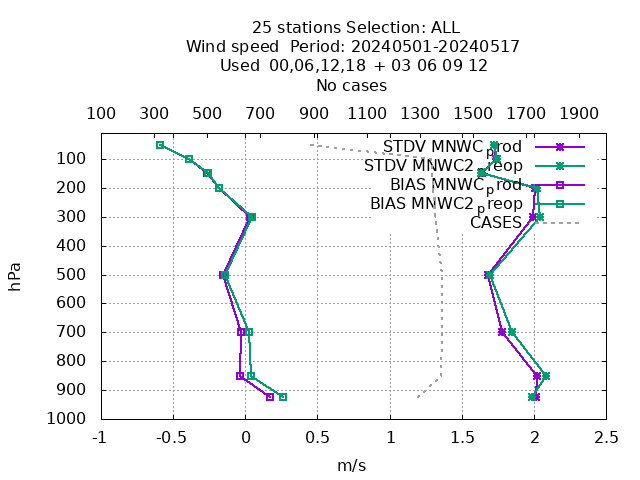 25 stations Selection: ALL
Wind speed Period: 20240501-20240517
Used 00,06,12,18 + 03 06 09 12
No cases
100 300 500 700 900 1100 1300 1500 1700 1900
STDV MNWC_prod
STDV MNWC2_preop
BIAS MNWC_prod
BIAS MNWC2_preop
CASES
100
200
300
400
500
600
700
800
900
1000
hPa
-1 -0.5 0 0.5 1 1.5 2 2.5
m/s